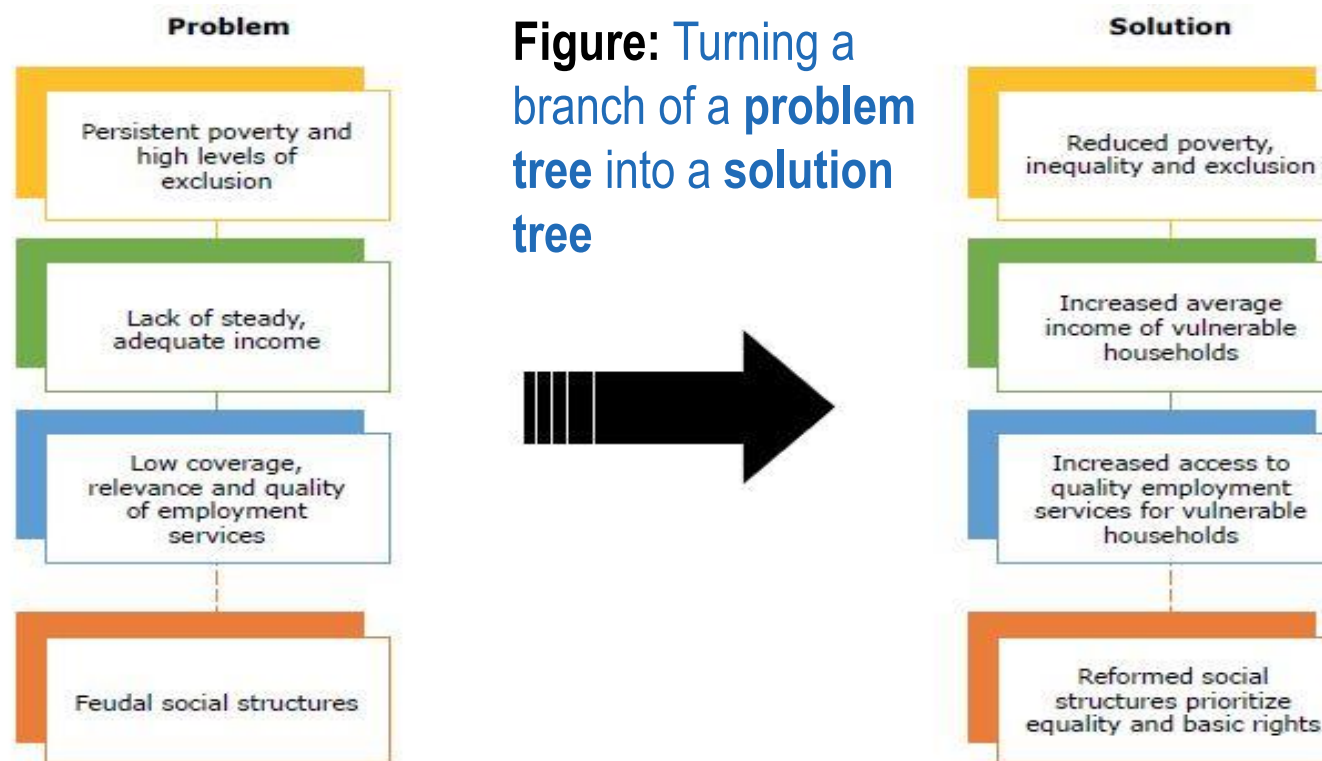 Problem
Persistent poverty and
high levels of
exclusion
Lack of steady,
adequate income
Low coverage,
relevance and quality
of employment
services
Feudal social structures
Figure: Turning a
branch of a problem
tree into a solution
tree
Solution
Reduced poverty,
inequality and exclusion
Increased average
income of vulnerable
households
Increased access to
quality employment
services for vulnerable
households
Reformed social
structures prioritize
equality and basic rights